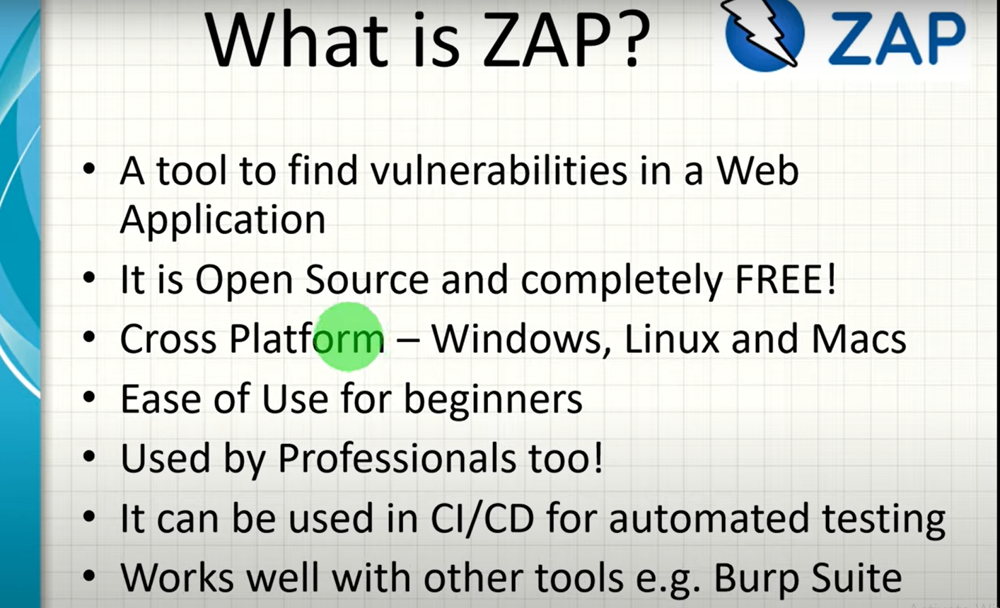 What is ZAP?
ZAP
• A tool to find vulnerabilities in a Web
Application
• It is Open Source and completely FREE!
• Cross Platform – Windows, Linux and Macs
• Ease of Use for beginners
• Used by Professionals too!
• It can be used in CI/CD for automated testing
• Works well with other tools e.g. Burp Suite